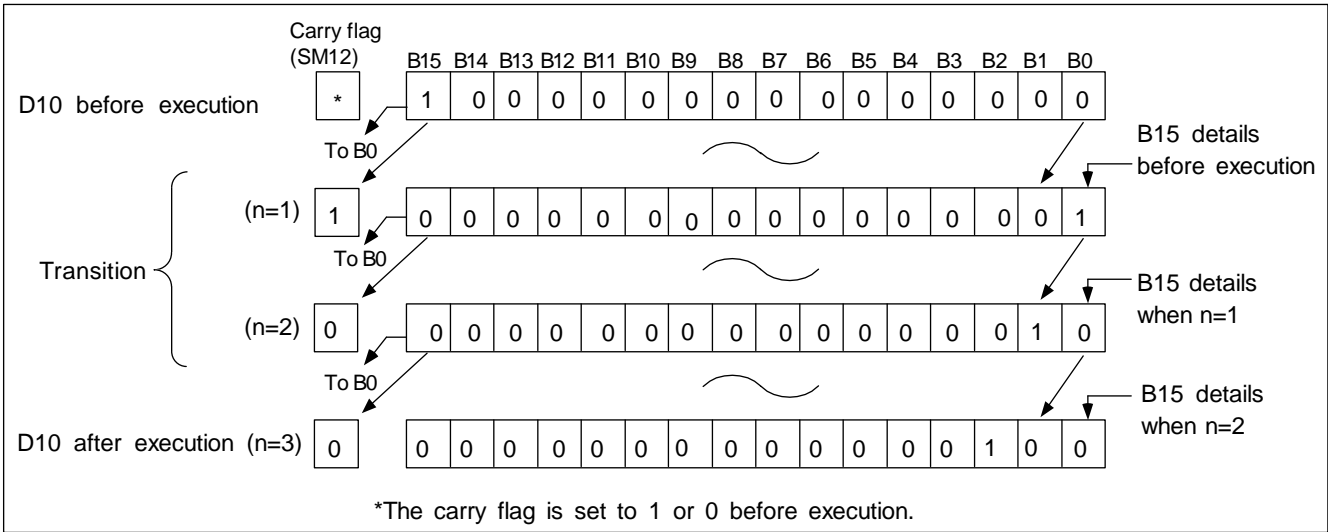 Carry flag
(SM12)
B15 B14 B13 B12 B11 B10 B9 B8 B7 B6 B5 B4 B3 B2 B1 B0
D10 before execution * 1 0 0 0 0 0 0 0 0 0 0 0 0 0 0 0
To B0
B15 details
before execution
(n=1) 1 0 0 0 0 0 0 0 0 0 0 0 0 0 0 0 1
To B0
Transition
B15 details
when n=1
(n=2) 0 0 0 0 0 0 0 0 0 0 0 0 0 0 0 1 0
To B0
B15 details
when n=2
D10 after execution (n=3) 0 0 0 0 0 0 0 0 0 0 0 0 0 0 1 0 0
*The carry flag is set to 1 or 0 before execution.